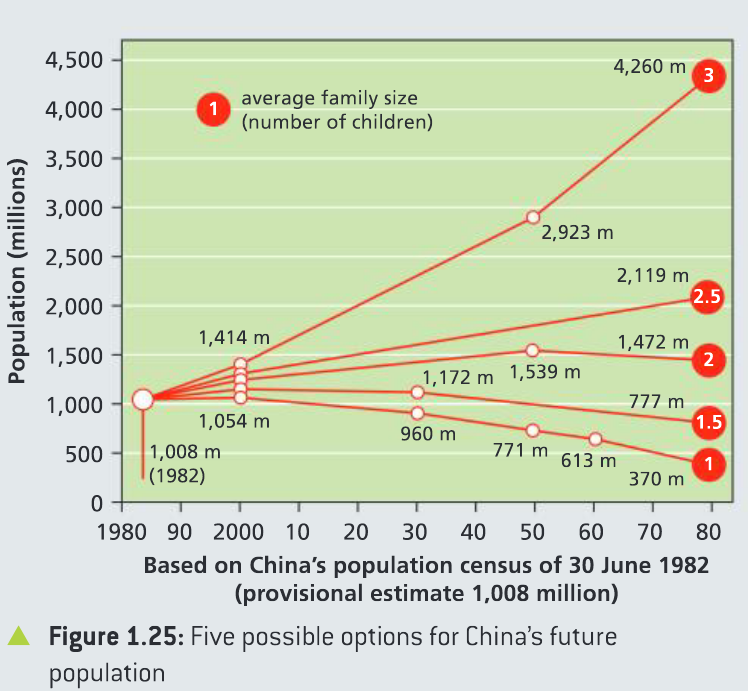 4,500
4,000
3,500
3,000
2,500
2,000
1,500
1,000
500
0
Population (millions)
1 average family size
(number of children)
4,260 m 3
2,923 m
2,119 m 2.5
1,414 m
1,472 m 2
1,539 m
1,172 m
777 m 1.5
1,054 m
960 m
771 m
613 m
370 m 1
1,008 m
(1982)
1980 90 2000 10 20 30 40 50 60 70 80
Based on China's population census of 30 June 1982
(provisional estimate 1,008 million)
Figure 1.25: Five possible options for China's future
population